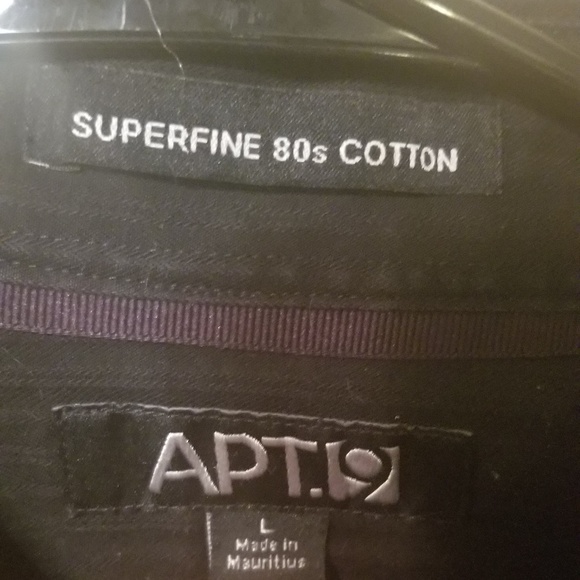 SUPERFINE 80s COTTON
APT.9
L
Made in
Mauritius